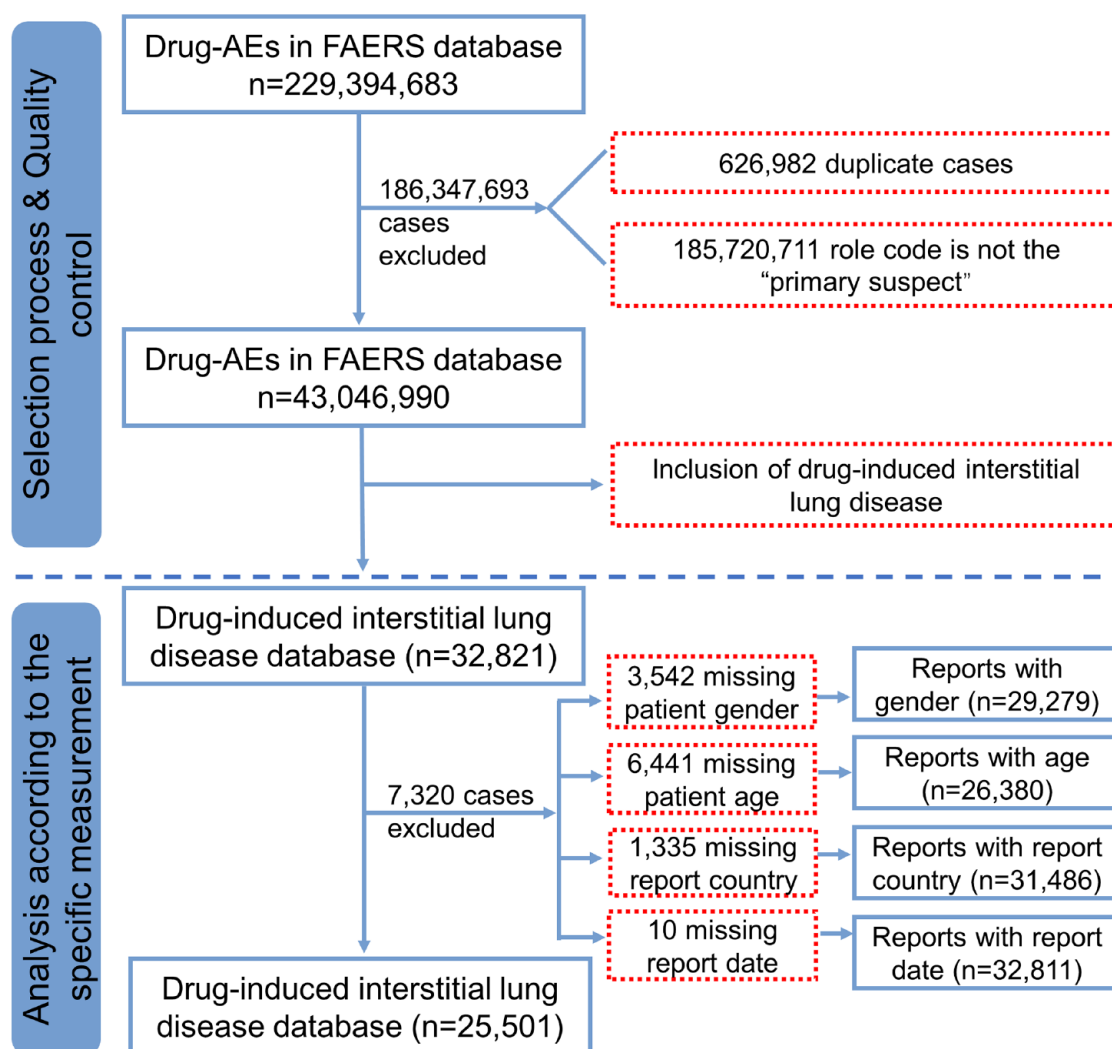 Selection process & Quality
control
Drug-AEs in FAERS database
n=229,394,683
186,347,693
cases
excluded
626,982 duplicate cases
185,720,711 role code is not the
“primary suspect”
Drug-AEs in FAERS database
n=43,046,990
Inclusion of drug-induced interstitial
lung disease
Analysis according to the
specific measurement
Drug-induced interstitial lung
disease database (n=32,821)
7,320 cases
excluded
3,542 missing
patient gender
Reports with
gender (n=29,279)
6,441 missing
patient age
Reports with age
(n=26,380)
1,335 missing
report country
Reports with report
country (n=31,486)
10 missing
report date
Reports with report
date (n=32,811)
Drug-induced interstitial lung
disease database (n=25,501)